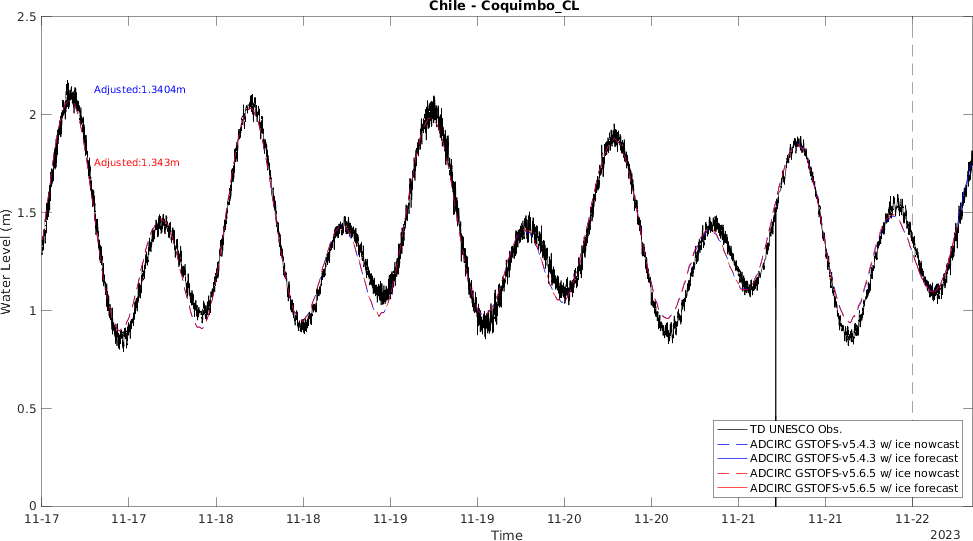 Chile - Coquimbo_CL
2.5
2
1.5
1
0.5
0
Water Level (m)
Adjusted:1.3404m
Adjusted:1.343m
TD UNESCO Obs.
ADCIRC GSTOFS-v5.4.3 w/ ice nowcast
ADCIRC GSTOFS-v5.4.3 w/ ice forecast
ADCIRC GSTOFS-v5.6.5 w/ ice nowcast
ADCIRC GSTOFS-v5.6.5 w/ ice forecast
11-17 11-17 11-18 11-18 11-19 11-19 11-20 11-20 11-21 11-21 11-22
Time
2023